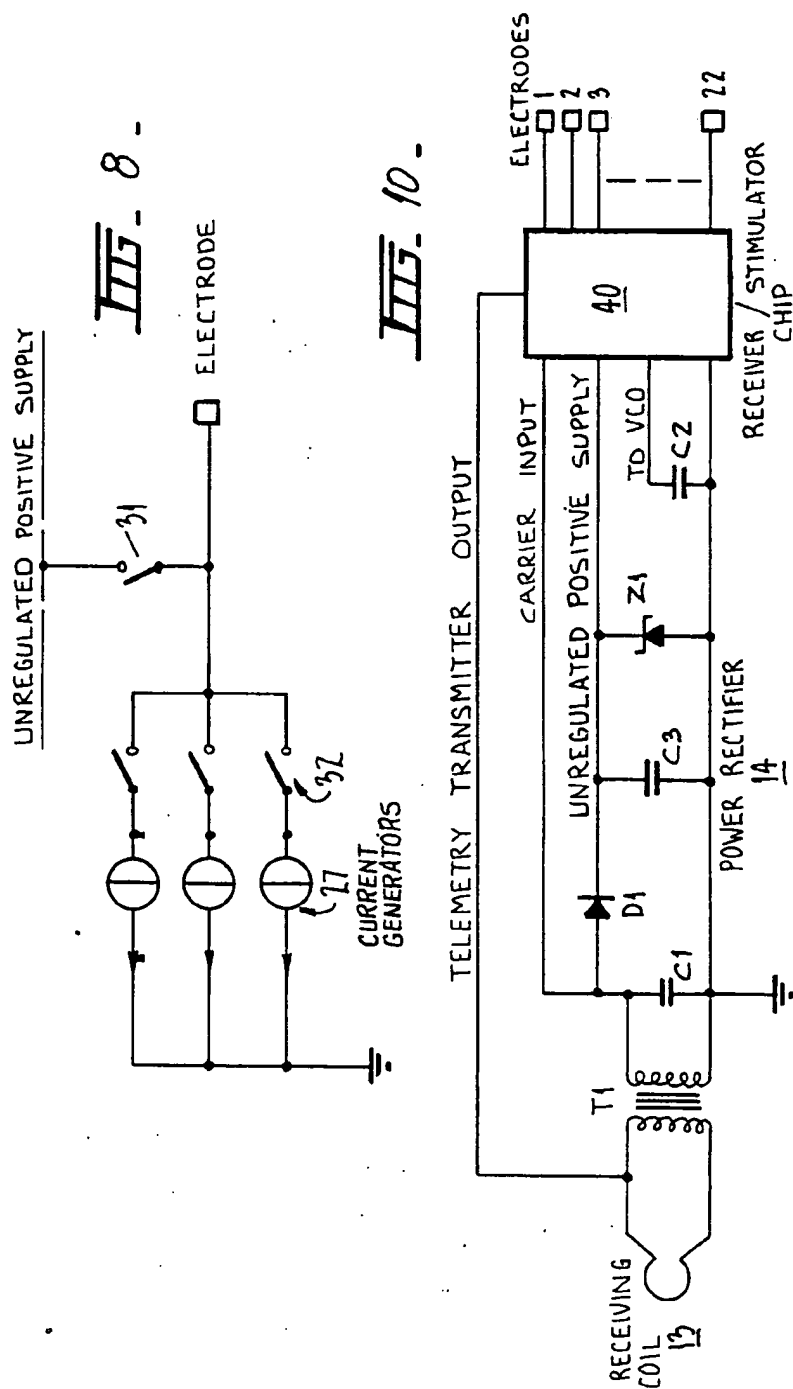 FIG. 8 -
UNREGULATED POSITIVE SUPPLY
31
ELECTRODE
32
27
CURRENT
GENERATORS
FIG. 10 -
TELEMETRY TRANSMITTER OUTPUT
CARRIER INPUT
UNREGULATED POSITIVE SUPPLY
TO VCO
ELECTRODES
1
2
3
22
40
RECEIVER / STIMULATOR
CHIP
T1
C1
D1
C3
Z1
C2
POWER RECTIFIER
14
RECEIVING
COIL
13